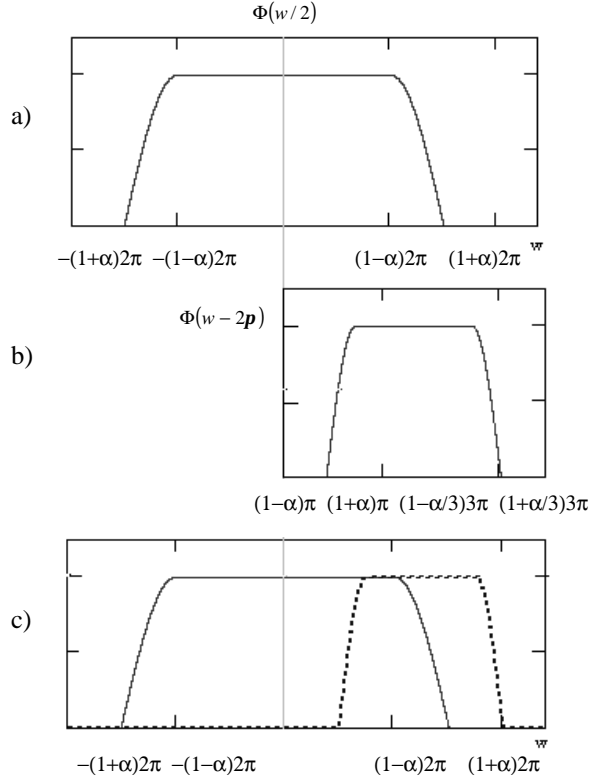 Φ(w/2)
a)
−(1+α)2π −(1−α)2π (1−α)2π (1+α)2π
Φ(w − 2p)
b)
(1−α)π (1+α)π (1−α/3)3π (1+α/3)3π
c)
−(1+α)2π −(1−α)2π (1−α)2π (1+α)2π